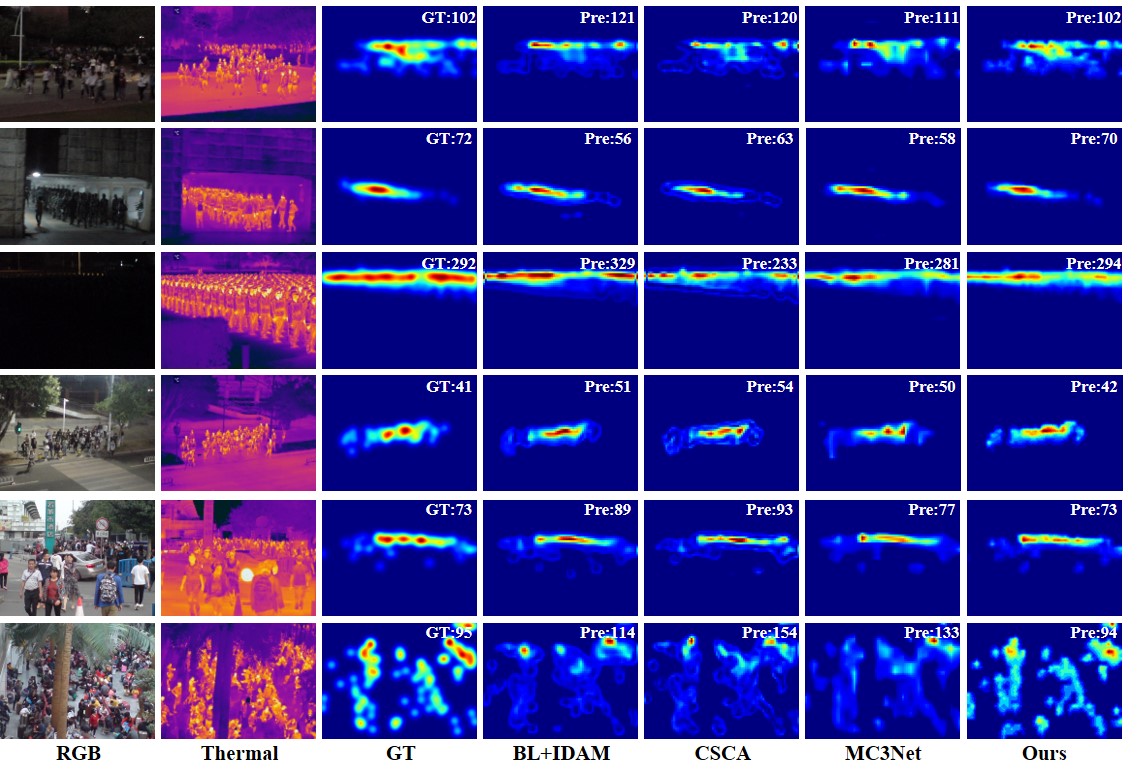 GT:102 Pre:121 Pre:120 Pre:111 Pre:102
GT:72 Pre:56 Pre:63 Pre:58 Pre:70
GT:292 Pre:329 Pre:233 Pre:281 Pre:294
GT:41 Pre:51 Pre:54 Pre:50 Pre:42
GT:73 Pre:89 Pre:93 Pre:77 Pre:73
GT:95 Pre:114 Pre:154 Pre:133 Pre:94
RGB Thermal GT BL+IDAM CSCA MC3Net Ours